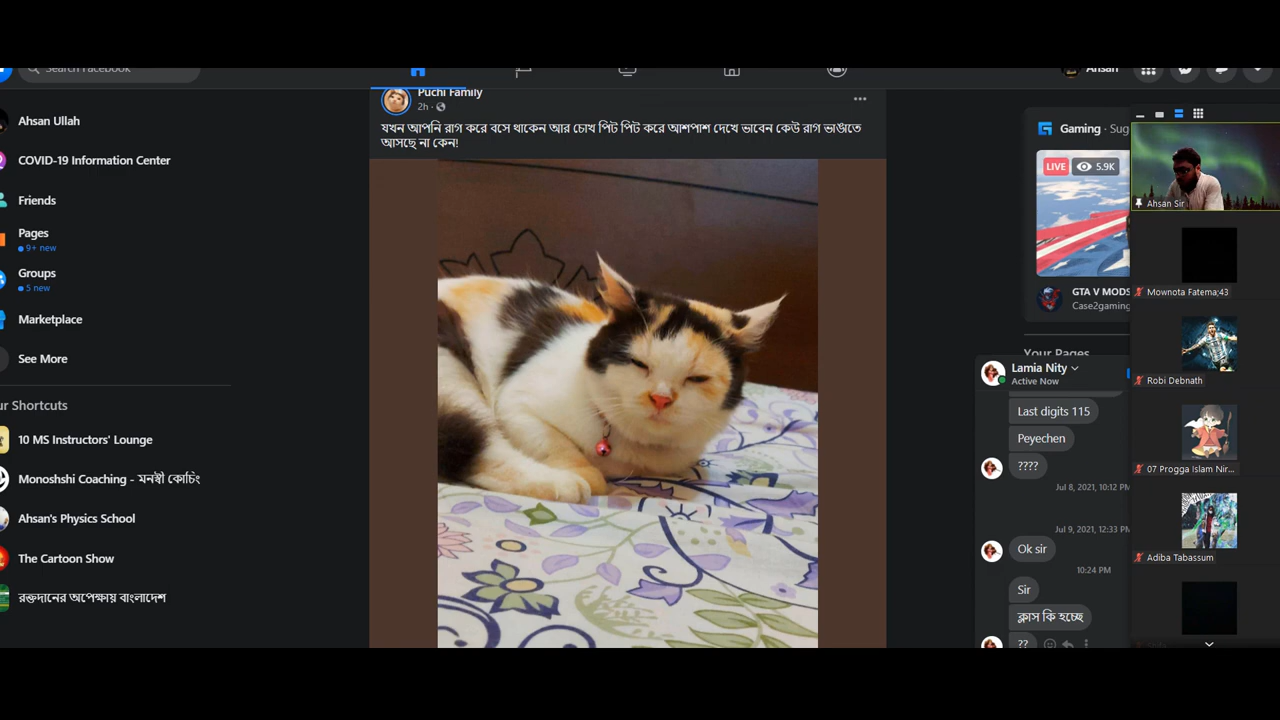 Search Facebook
Ahsan
Ahsan Ullah
COVID-19 Information Center
Friends
Pages
9+ new
Groups
5 new
Marketplace
See More
ur Shortcuts
10 MS Instructors' Lounge
Monoshshi Coaching - মনস্বী কোচিং
Ahsan's Physics School
The Cartoon Show
রক্তদানের অপেক্ষায় বাংলাদেশ
Puchi Family
2h ·
যখন আপনি রাগ করে বসে থাকেন আর চোখ পিট পিট করে আশপাশ দেখে ভাবেন কেউ রাগ ভাঙাতে
আসছে না কেন!
Gaming · Sug
LIVE 5.9K
GTA V MODS
Case2gaming
Your Pages
Lamia Nity
Active Now
Last digits 115
Peyechen
????
Jul 8, 2021, 10:12 PM
Jul 9, 2021, 12:33 PM
Ok sir
10:24 PM
Sir
ক্লাস কি হচ্ছে
??
Ahsan Sir
Mownota Fatema;43
Robi Debnath
07 Progga Islam Nir...
Adiba Tabassum